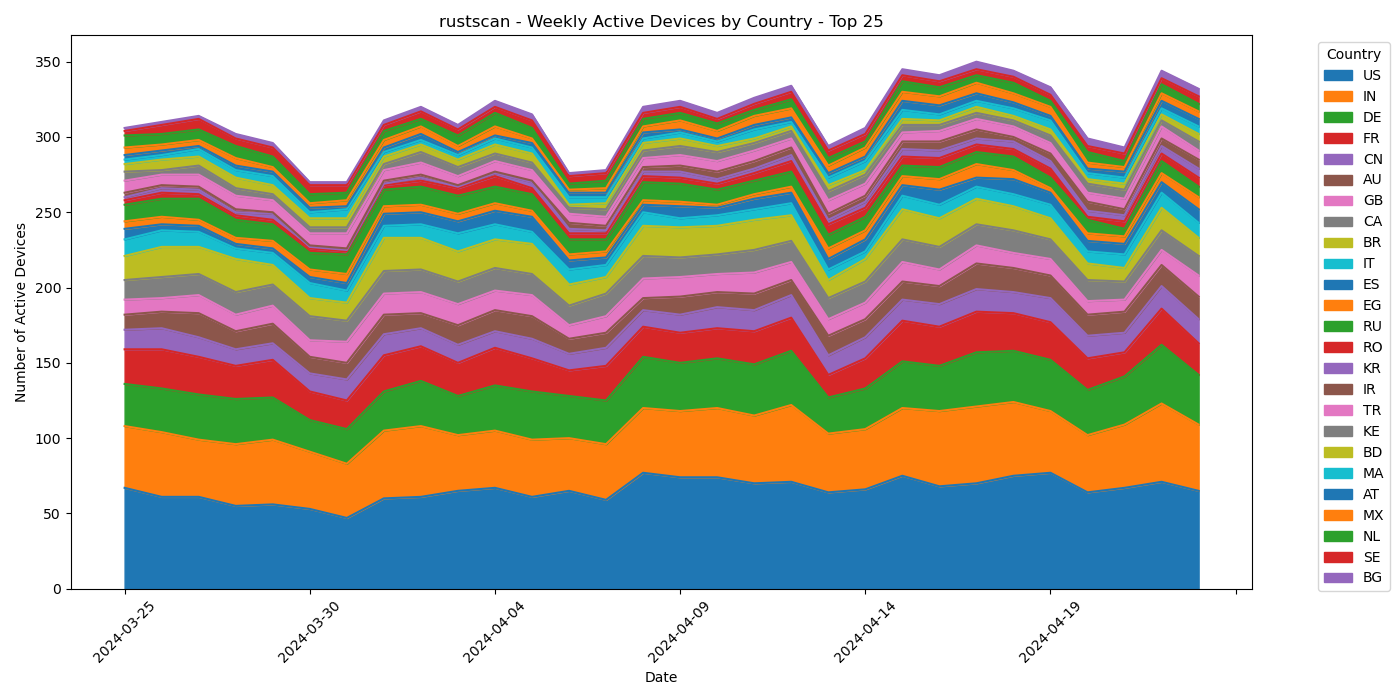 rustscan - Weekly Active Devices by Country - Top 25
Number of Active Devices
350
300
250
200
150
100
50
0
2024-03-25
2024-03-30
2024-04-04
2024-04-09
2024-04-14
2024-04-19
Date
Country
US
IN
DE
FR
CN
AU
GB
CA
BR
IT
ES
EG
RU
RO
KR
IR
TR
KE
BD
MA
AT
MX
NL
SE
BG